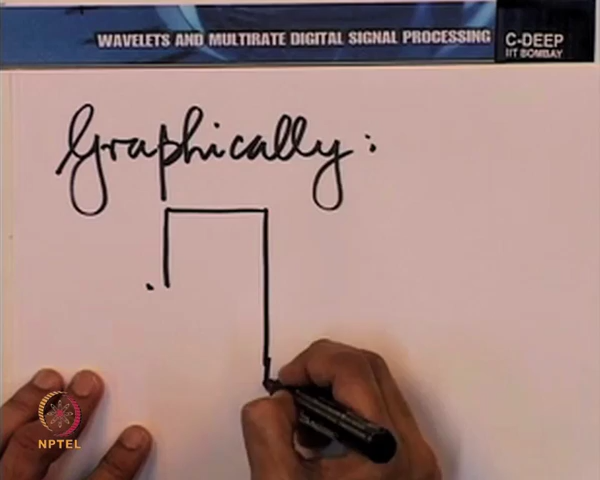 WAVELETS AND MULTIRATE DIGITAL SIGNAL PROCESSING
C-DEEP
IIT BOMBAY
Graphically:
NPTEL